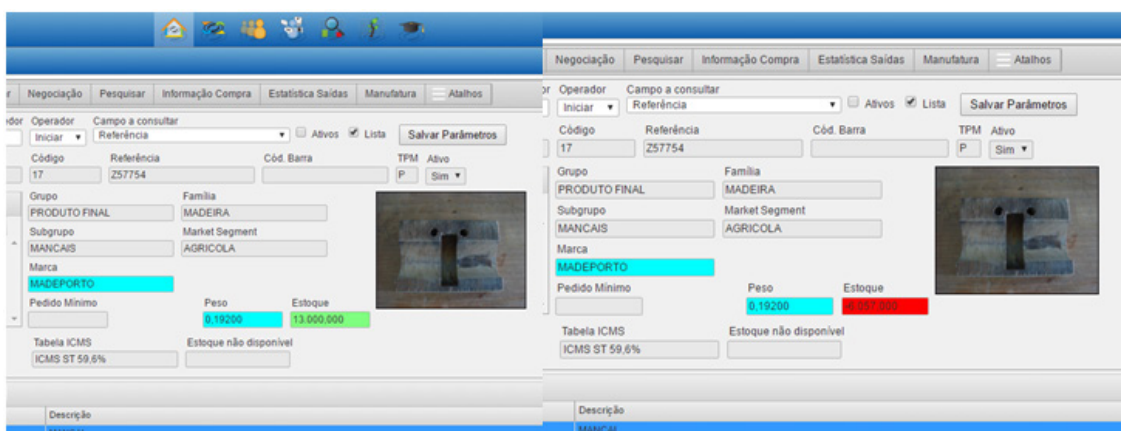 Negociação Pesquisar Informação Compra Estatística Saídas Manufatura Atalhos
Operador Campo a consultar
Iniciar Referência Ativos Lista Salvar Parâmetros
Código Referência Cód. Barra TPM Ativo
17 Z57754 P Sim
Grupo Família
PRODUTO FINAL MADEIRA
Subgrupo Market Segment
MANCAIS AGRICOLA
Marca
MADEPORTO
Pedido Mínimo Peso Estoque
0,19200 13.000,000
Tabela ICMS Estoque não disponível
ICMS ST 59,6%
Descrição
MANCAL
Negociação Pesquisar Informação Compra Estatística Saídas Manufatura Atalhos
Operador Campo a consultar
Iniciar Referência Ativos Lista Salvar Parâmetros
Código Referência Cód. Barra TPM Ativo
17 Z57754 P Sim
Grupo Família
PRODUTO FINAL MADEIRA
Subgrupo Market Segment
MANCAIS AGRICOLA
Marca
MADEPORTO
Pedido Mínimo Peso Estoque
0,19200 -6.057,000
Tabela ICMS Estoque não disponível
ICMS ST 59,6%
Descrição
MANCAL